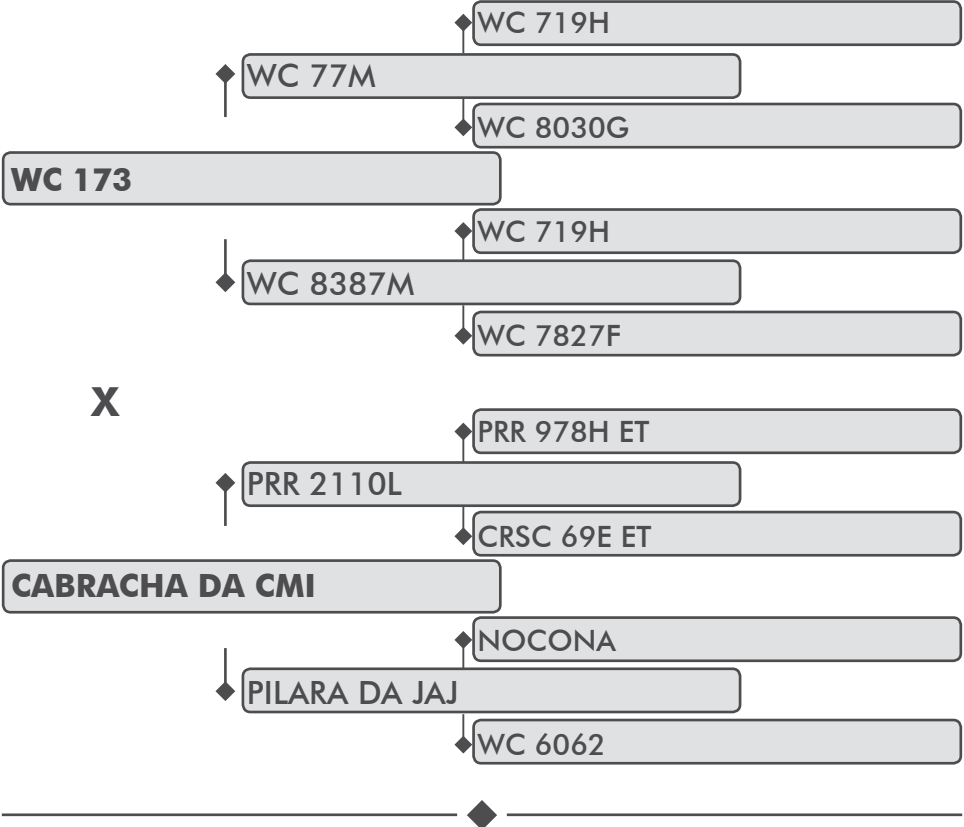 WC 719H
WC 77M
WC 8030G
WC 173
WC 719H
WC 8387M
WC 7827F
X
PRR 978H ET
PRR 2110L
CRSC 69E ET
CABRACHA DA CMI
NOCONA
PILARA DA JAJ
WC 6062